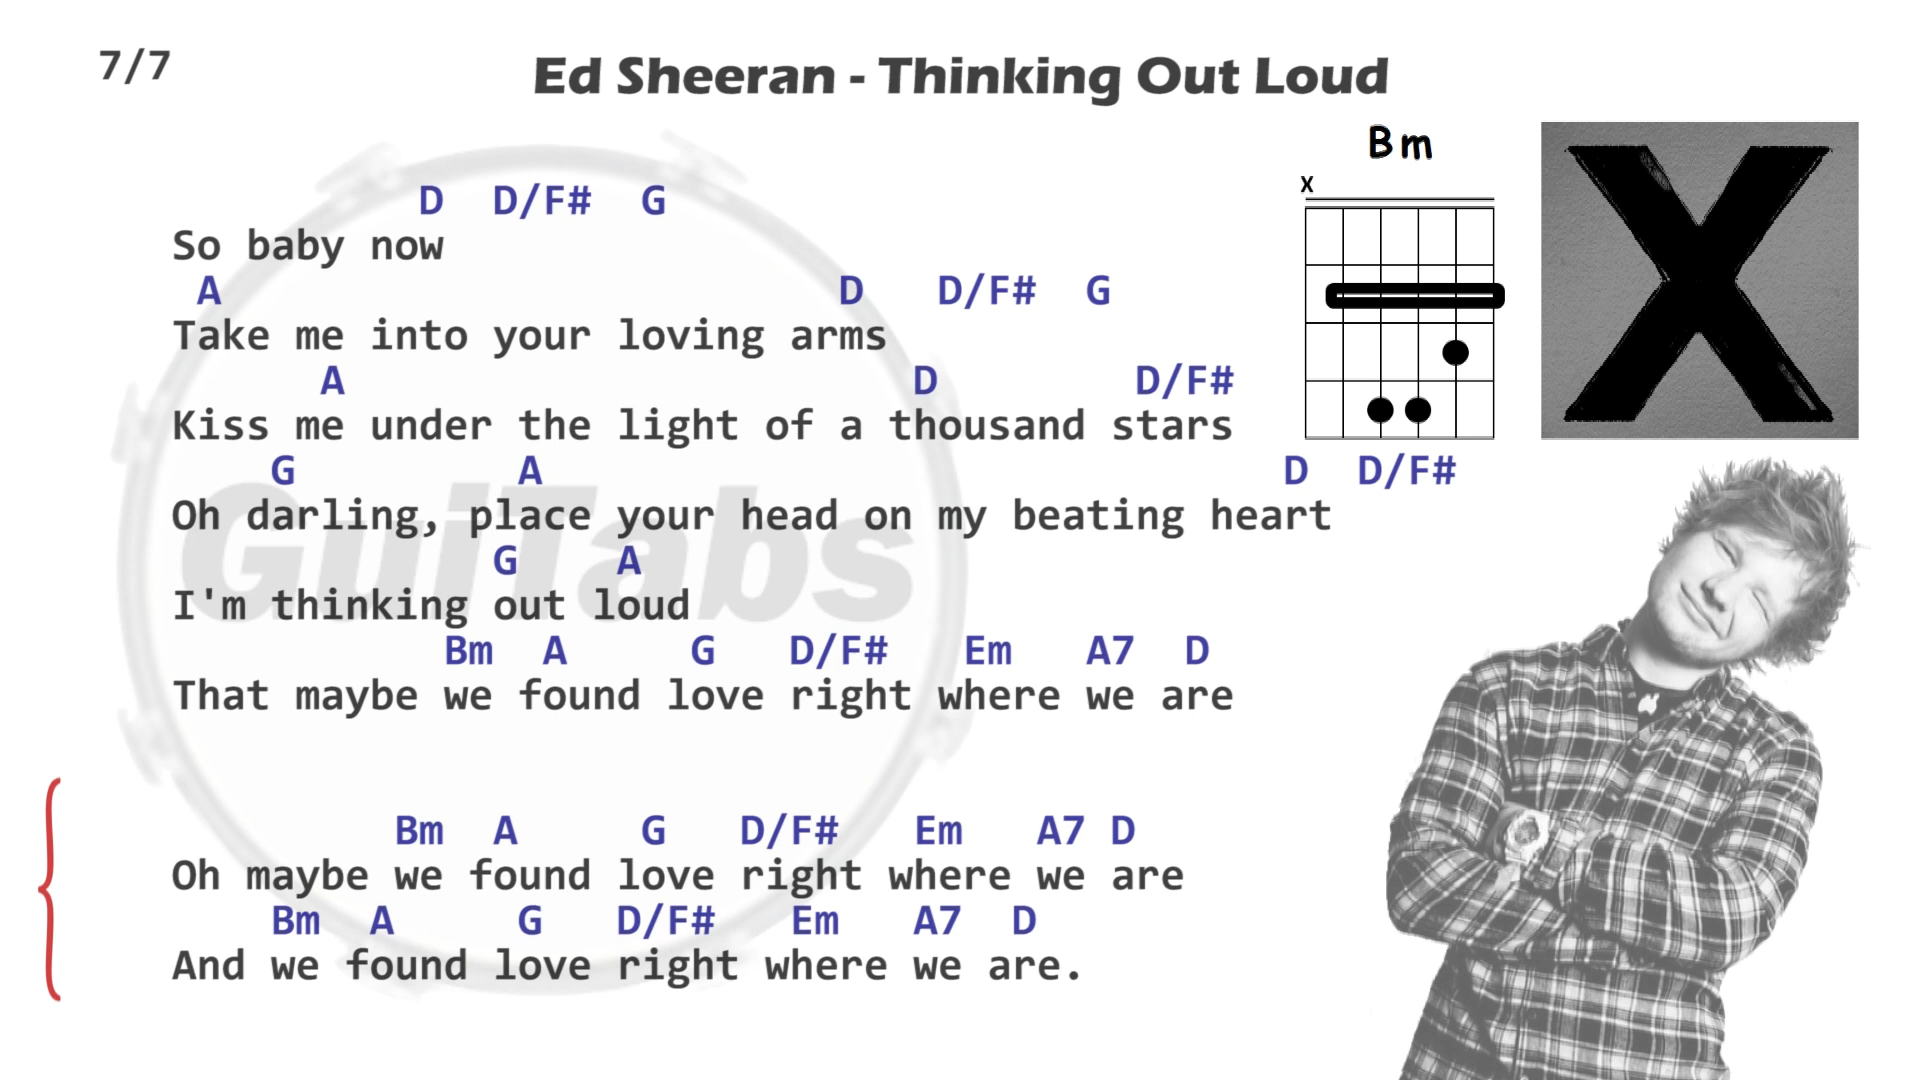 7/7
Ed Sheeran - Thinking Out Loud
Bm
x
X
D D/F# G
So baby now
A D D/F# G
Take me into your loving arms
A D D/F#
Kiss me under the light of a thousand stars
G A D D/F#
Oh darling, place your head on my beating heart
G A
I'm thinking out loud
Bm A G D/F# Em A7 D
That maybe we found love right where we are
Bm A G D/F# Em A7 D
Oh maybe we found love right where we are
Bm A G D/F# Em A7 D
And we found love right where we are.
GuiTabs